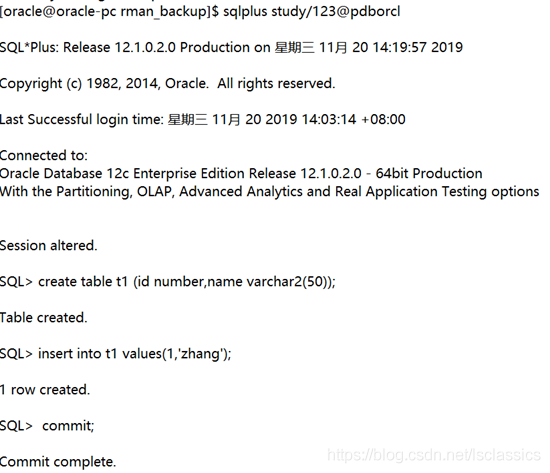 [oracle@oracle-pc rman_backup]$ sqlplus study/123@pdborcl
SQL*Plus: Release 12.1.0.2.0 Production on 星期三 11月 20 14:19:57 2019
Copyright (c) 1982, 2014, Oracle.  All rights reserved.
Last Successful login time: 星期三 11月 20 2019 14:03:14 +08:00
Connected to:
Oracle Database 12c Enterprise Edition Release 12.1.0.2.0 - 64bit Production
With the Partitioning, OLAP, Advanced Analytics and Real Application Testing options
Session altered.
SQL> create table t1 (id number,name varchar2(50));
Table created.
SQL> insert into t1 values(1,'zhang');
1 row created.
SQL>  commit;
Commit complete.
https://blog.csdn.net/lsclassics